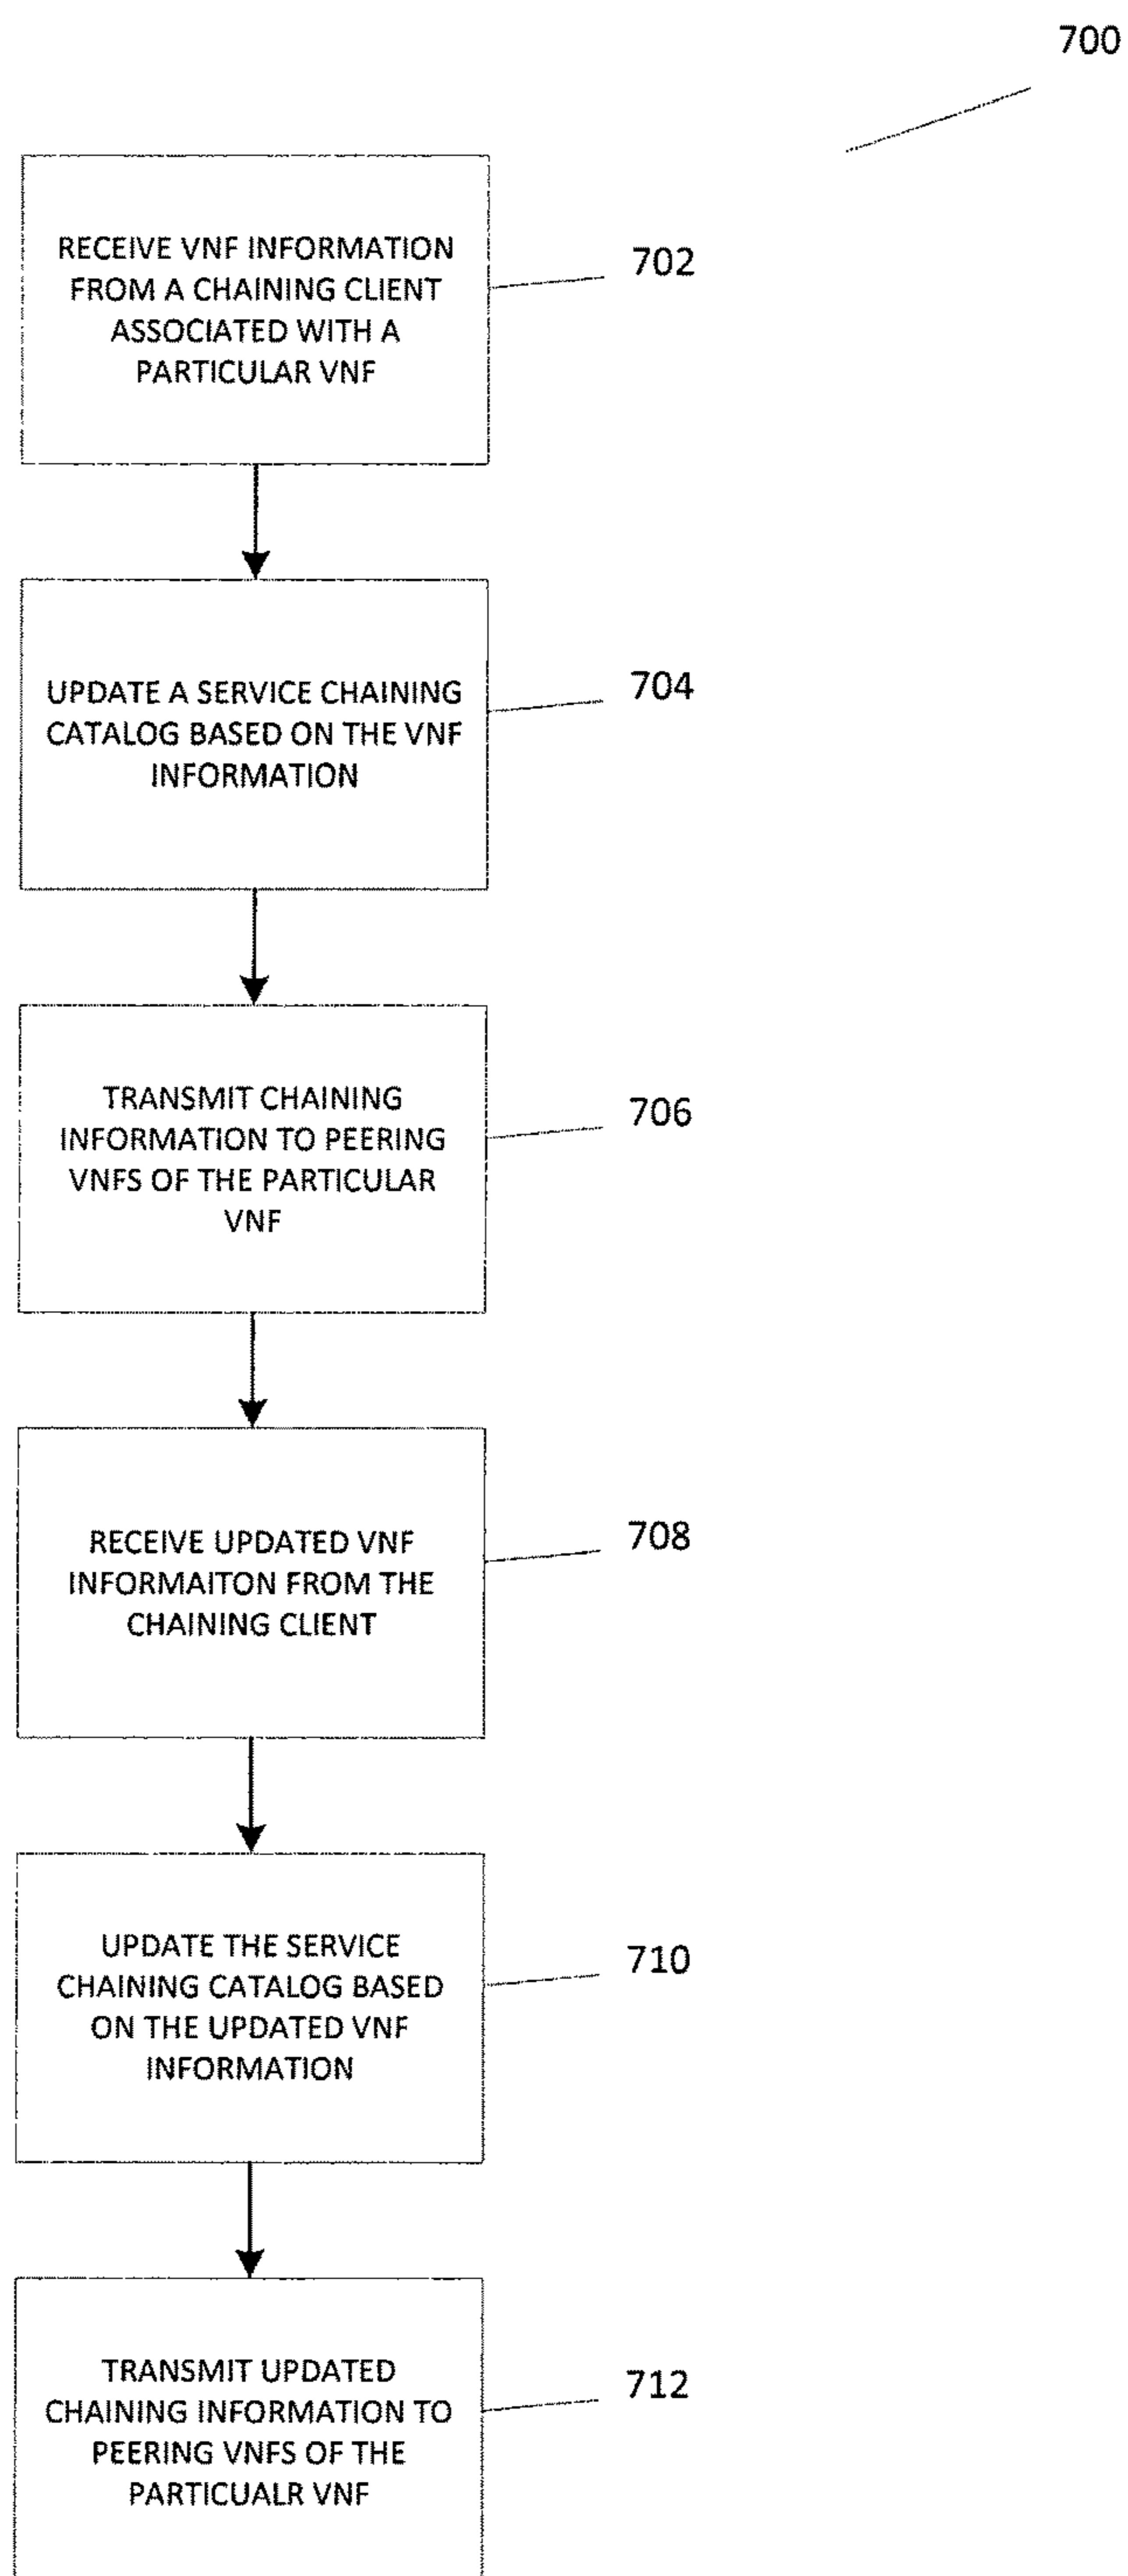 700
RECEIVE VNF INFORMATION
FROM A CHAINING CLIENT
ASSOCIATED WITH A
PARTICULAR VNF
702
UPDATE A SERVICE CHAINING
CATALOG BASED ON THE VNF
INFORMATION
704
TRANSMIT CHAINING
INFORMATION TO PEERING
VNFS OF THE PARTICULAR
VNF
706
RECEIVE UPDATED VNF
INFORMAITON FROM THE
CHAINING CLIENT
708
UPDATE THE SERVICE
CHAINING CATALOG BASED
ON THE UPDATED VNF
INFORMATION
710
TRANSMIT UPDATED
CHAINING INFORMATION TO
PEERING VNFS OF THE
PARTICUALR VNF
712